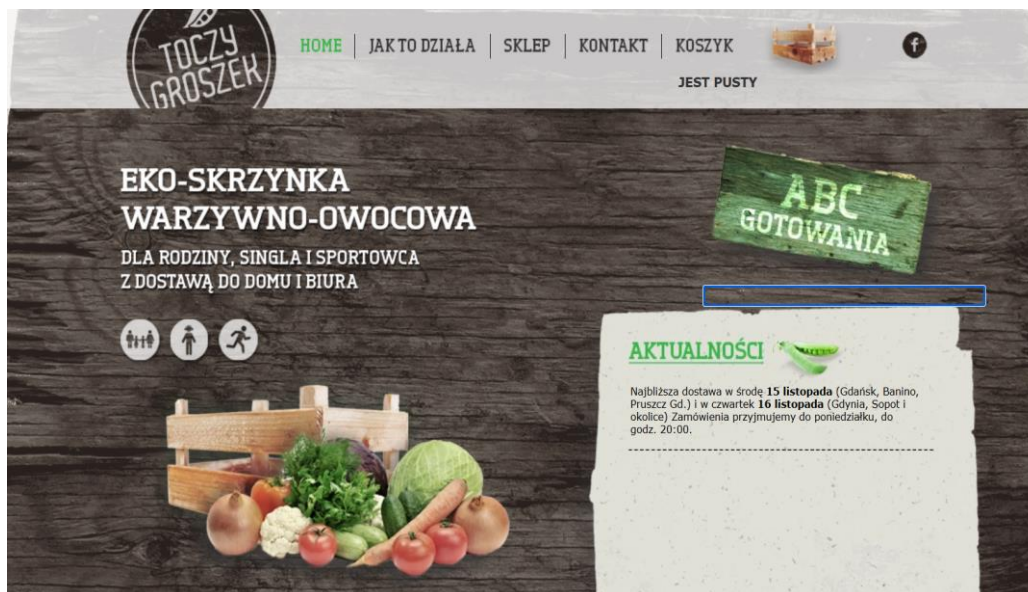 TOCZY
GROSZEK
HOME
JAK TO DZIAŁA
SKLEP
KONTAKT
KOSZYK
JEST PUSTY
EKO-SKRZYNKA
WARZYWNO-OWOCOWA
DLA RODZINY, SINGLA I SPORTOWCA
Z DOSTAWĄ DO DOMU I BIURA
ABC
GOTOWANIA
AKTUALNOŚCI
Najbliższa dostawa w środę 15 listopada (Gdańsk, Banino,
Pruszcz Gd.) i w czwartek 16 listopada (Gdynia, Sopot i
okolice) Zamówienia przyjmujemy do poniedziałku, do
godz. 20:00.